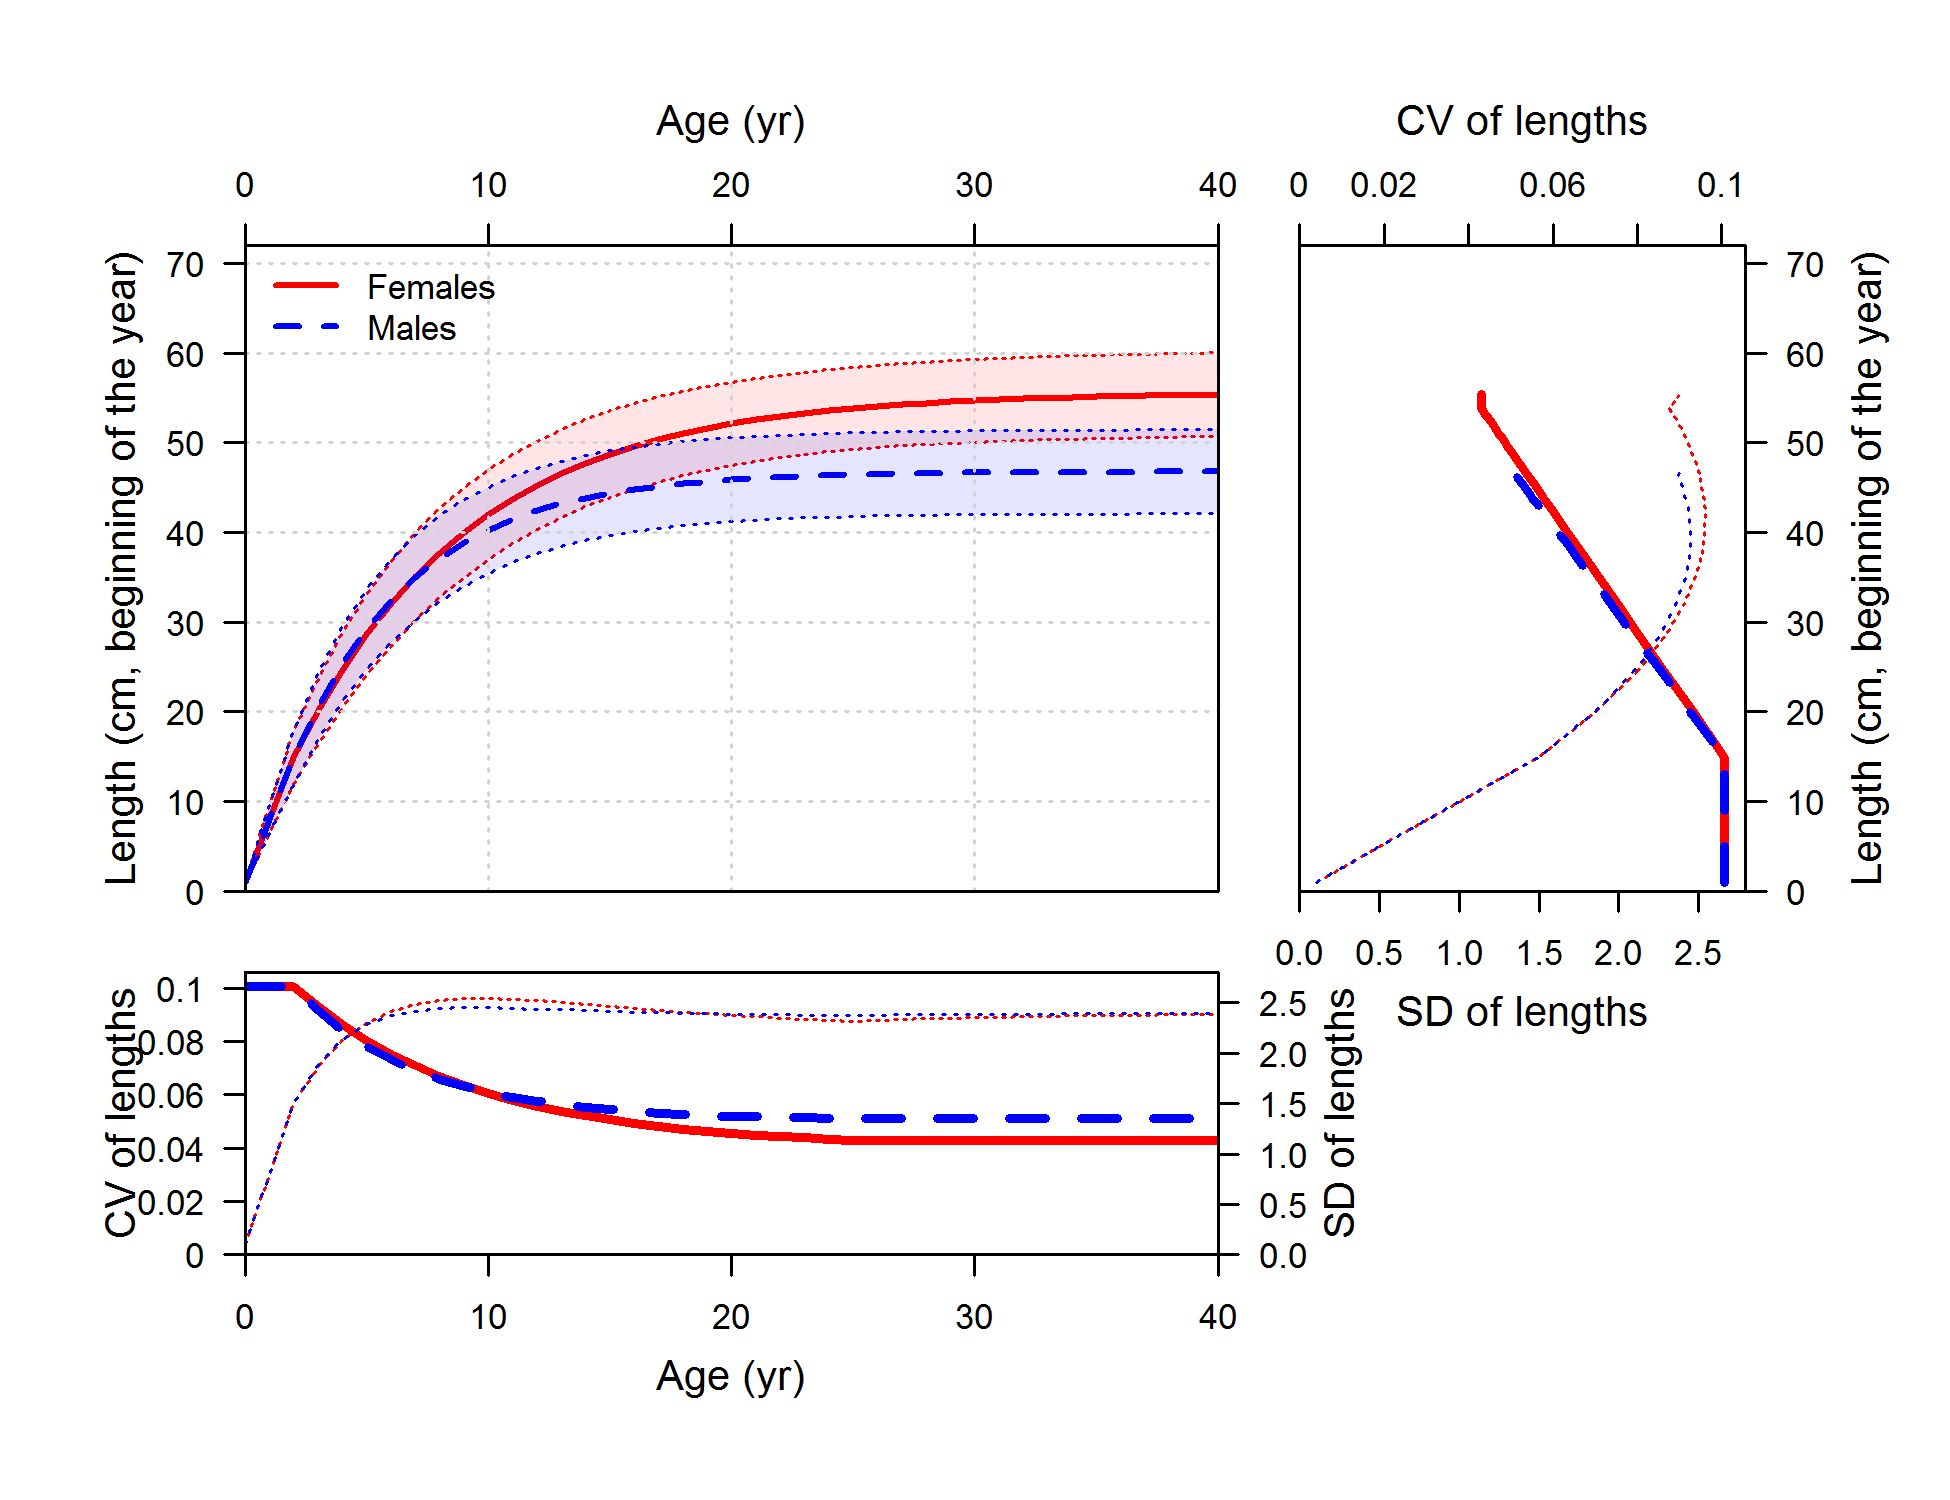 Age (yr)
CV of lengths
0 10 20 30 40
0 0.02 0.06 0.1
Length (cm, beginning of the year)
70
60
50
40
30
20
10
0
Females
Males
70
60
50
40
30
20
10
0
Length (cm, beginning of the year)
0.0 0.5 1.0 1.5 2.0 2.5
SD of lengths
CV of lengths
0.1
0.08
0.06
0.04
0.02
0
2.5
2.0
1.5
1.0
0.5
0.0
SD of lengths
0 10 20 30 40
Age (yr)